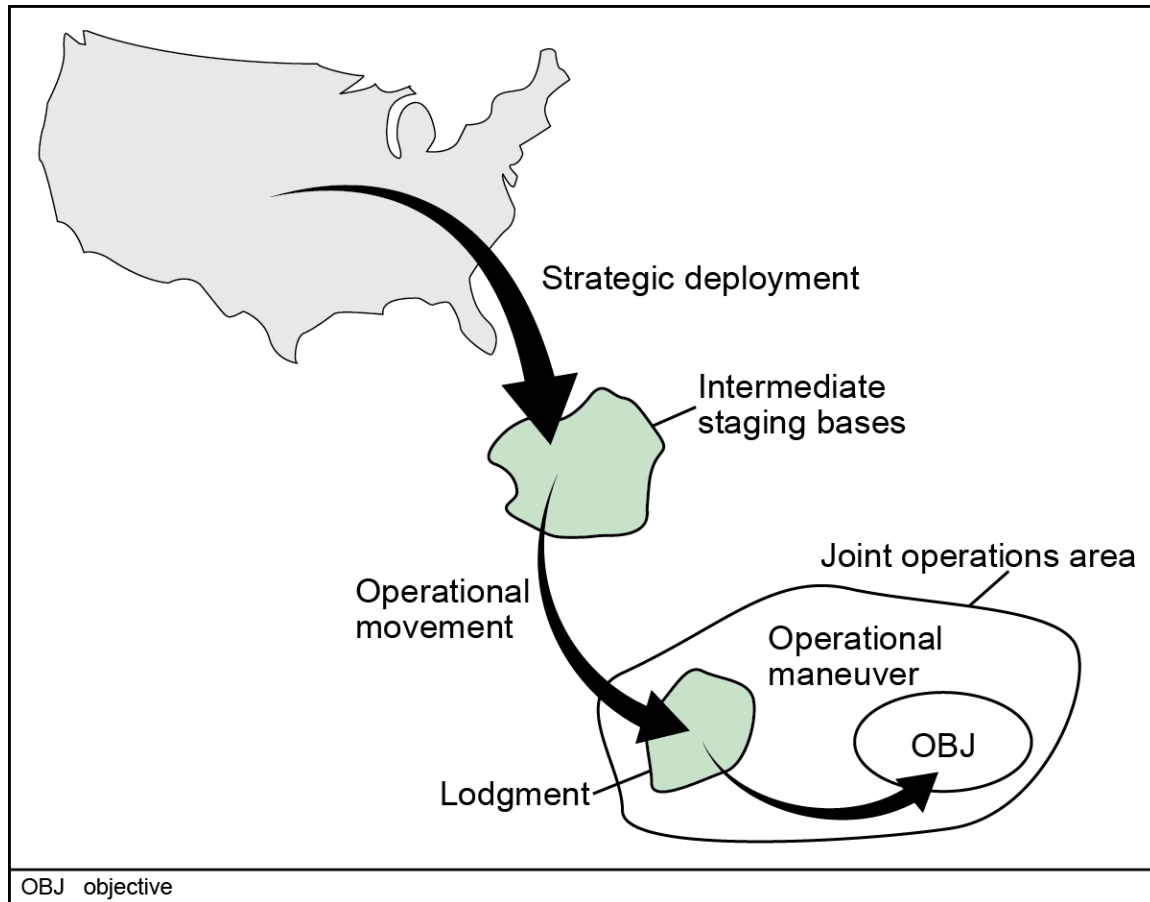 Strategic deployment
Intermediate
staging bases
Joint operations area
Operational
movement
Operational
maneuver
OBJ
Lodgment
OBJ objective